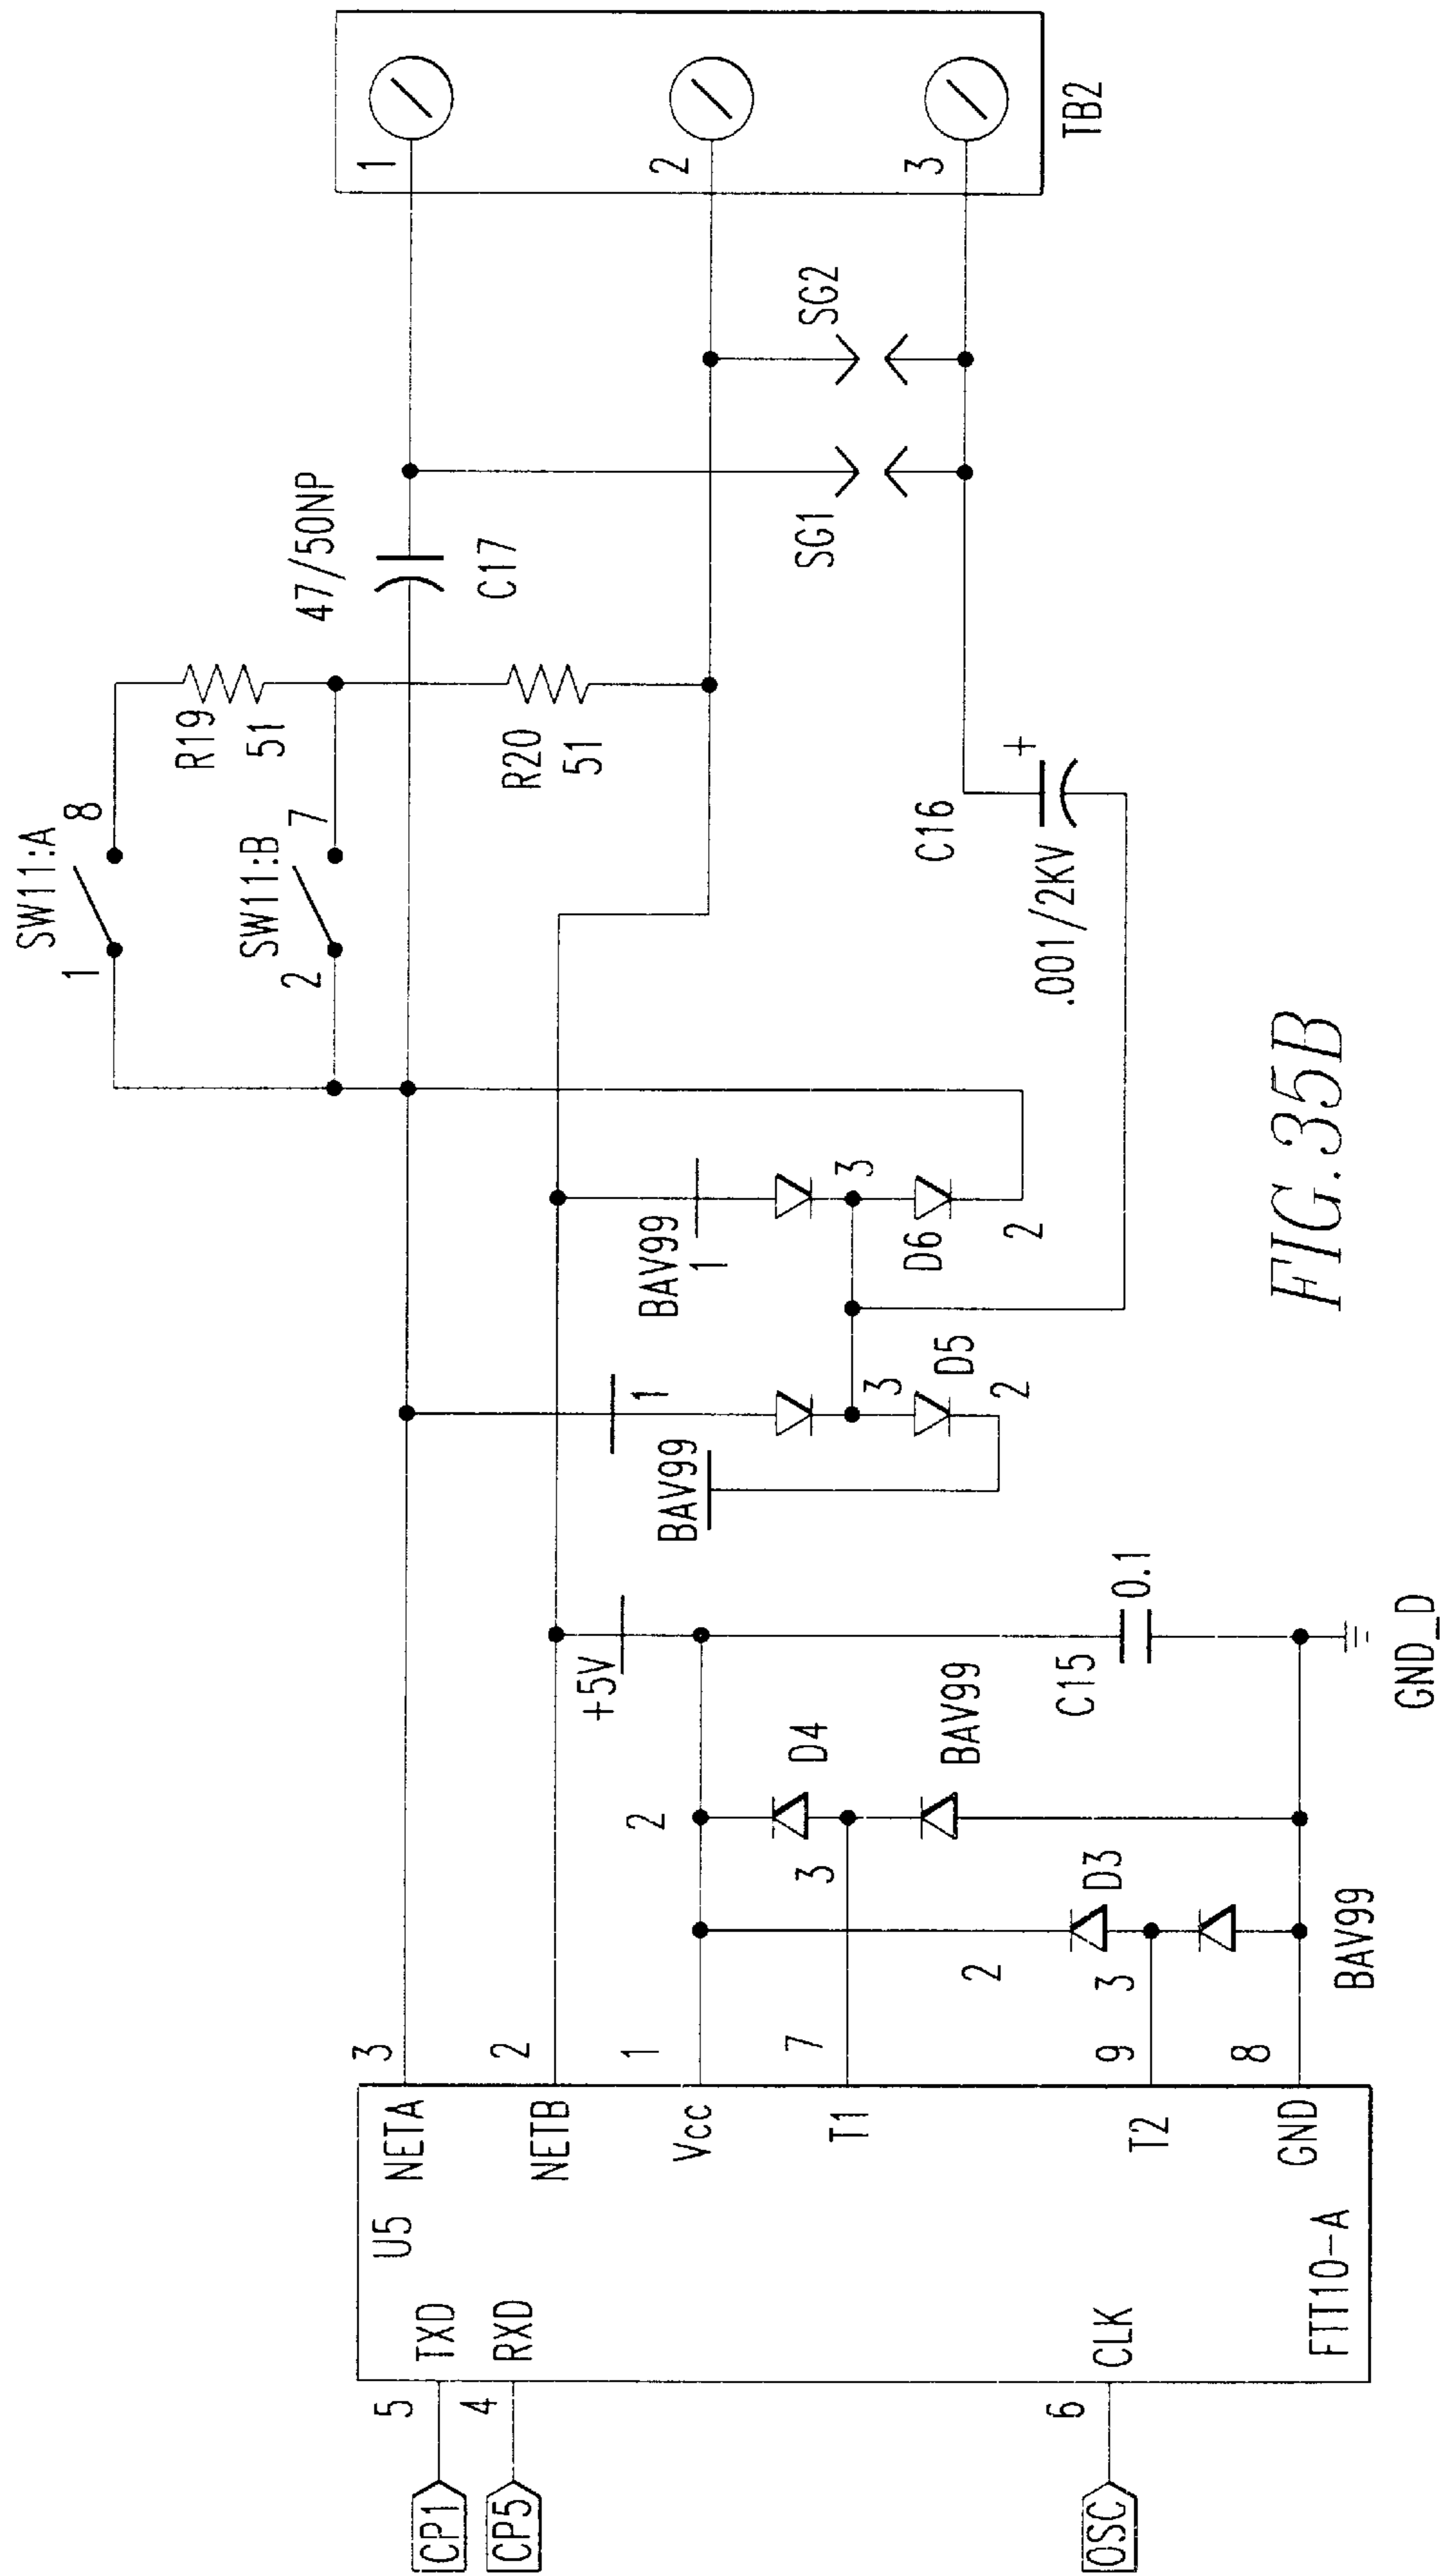 SW11:A
1
8
R19
51
SW11:B
2
7
47/50NP
C17
R20
51
SG1
SG2
1
2
3
TB2
C16
+
.001/2KV
BAV99
1
3
D6
2
BAV99
1
3
D5
2
+5V
C15
0.1
GND_D
2
D4
3
BAV99
2
D3
3
BAV99
3
2
1
7
9
8
U5
NETA
NETB
Vcc
T1
T2
GND
TXD
RXD
CLK
FTT10-A
5
4
6
CP1
CP5
OSC
FIG.35B